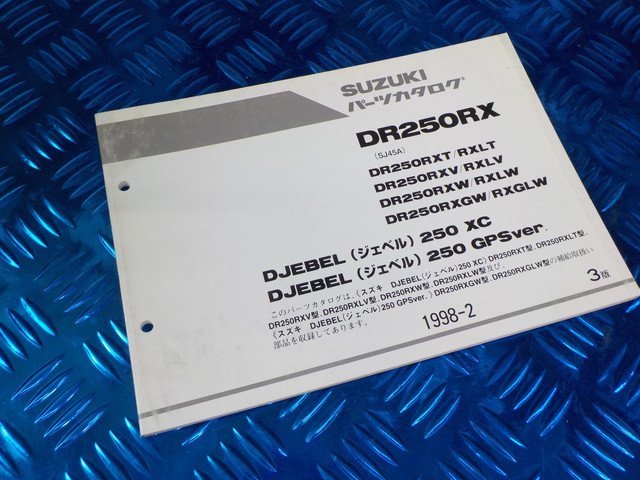 SUZUKI
パーツカタログ
DR250RX
(SJ45A)
DR250RXT/RXLT
DR250RXV/RXLV
DR250RXW/RXLW
DR250RXGW/RXGLW
DJEBEL (ジェベル) 250 XC
DJEBEL (ジェベル) 250 GPSver.
このパーツカタログは、《スズキ DJEBEL(ジェベル)250 XC》DR250RXT型、DR250RXLT型、
DR250RXV型、DR250RXLV型、DR250RXW型、DR250RXLW型及び
《スズキ DJEBEL(ジェベル)250 GPSver.》DR250RXGW型、DR250RXGLW型の補給取扱い
部品を収録してあります。
3版
1998-2